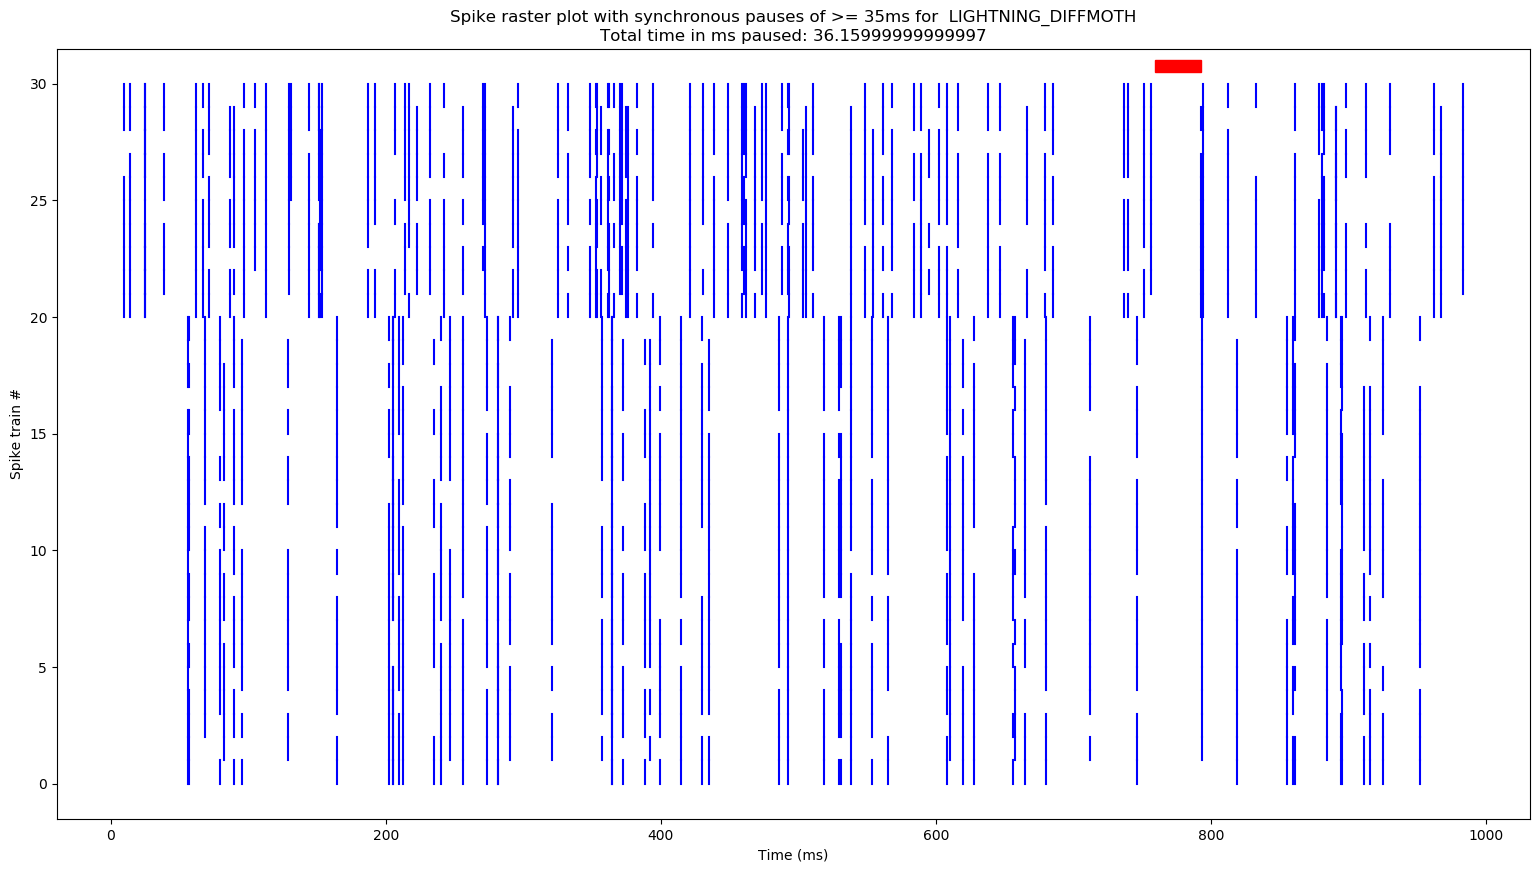 Spike raster plot with synchronous pauses of >= 35ms for  LIGHTNING_DIFFMOTH
Total time in ms paused: 36.15999999999997
30
25
20
15
10
5
0
Spike train #
0 200 400 600 800 1000
Time (ms)